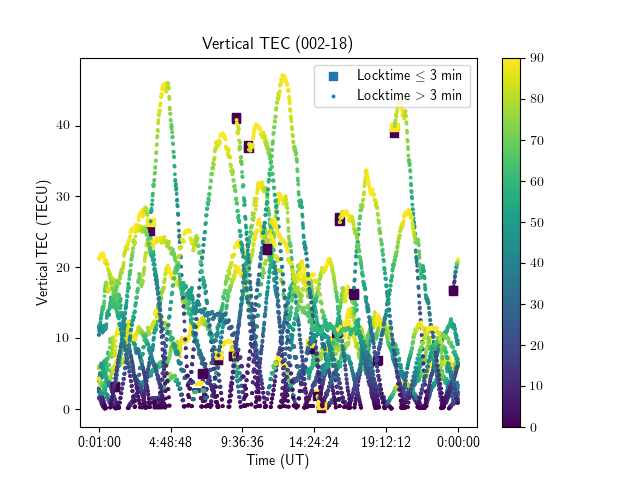 Vertical TEC (002-18)
Locktime ≤ 3 min
Locktime > 3 min
Vertical TEC (TECU)
40
30
20
10
0
0:01:00 4:48:48 9:36:36 14:24:24 19:12:12 0:00:00
Time (UT)
90
80
70
60
50
40
30
20
10
0